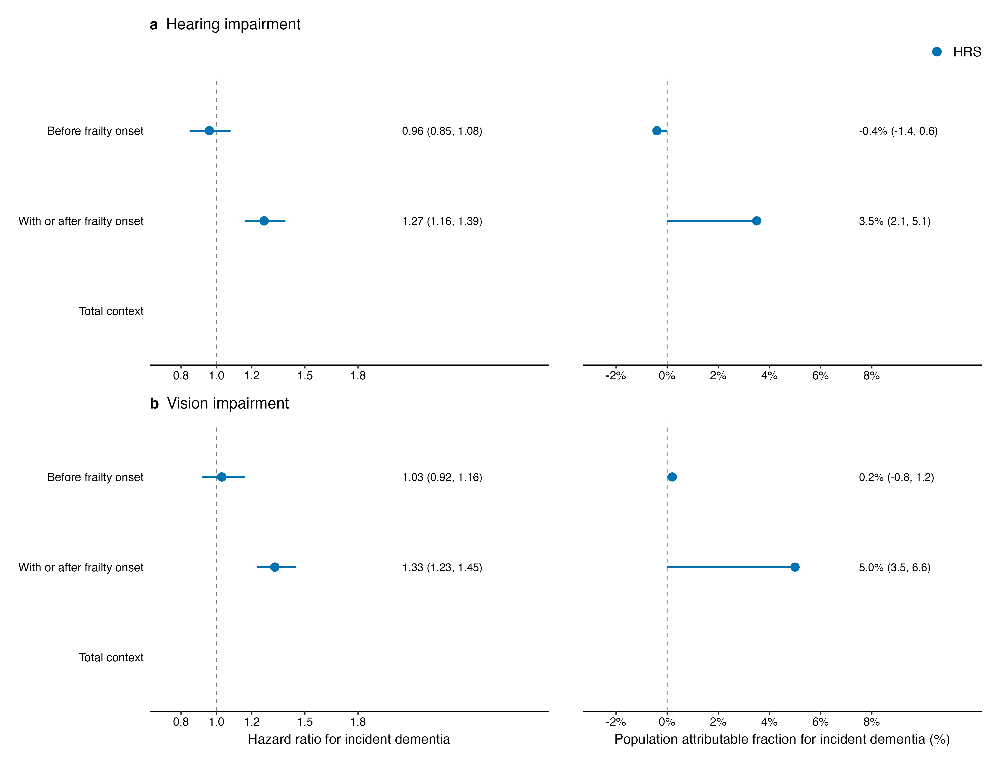 a Hearing impairment
HRS
Before frailty onset 0.96 (0.85, 1.08) -0.4% (-1.4, 0.6)
With or after frailty onset 1.27 (1.16, 1.39) 3.5% (2.1, 5.1)
Total context
0.8 1.0 1.2 1.5 1.8 -2% 0% 2% 4% 6% 8%
b Vision impairment
Before frailty onset 1.03 (0.92, 1.16) 0.2% (-0.8, 1.2)
With or after frailty onset 1.33 (1.23, 1.45) 5.0% (3.5, 6.6)
Total context
0.8 1.0 1.2 1.5 1.8 -2% 0% 2% 4% 6% 8%
Hazard ratio for incident dementia Population attributable fraction for incident dementia (%)